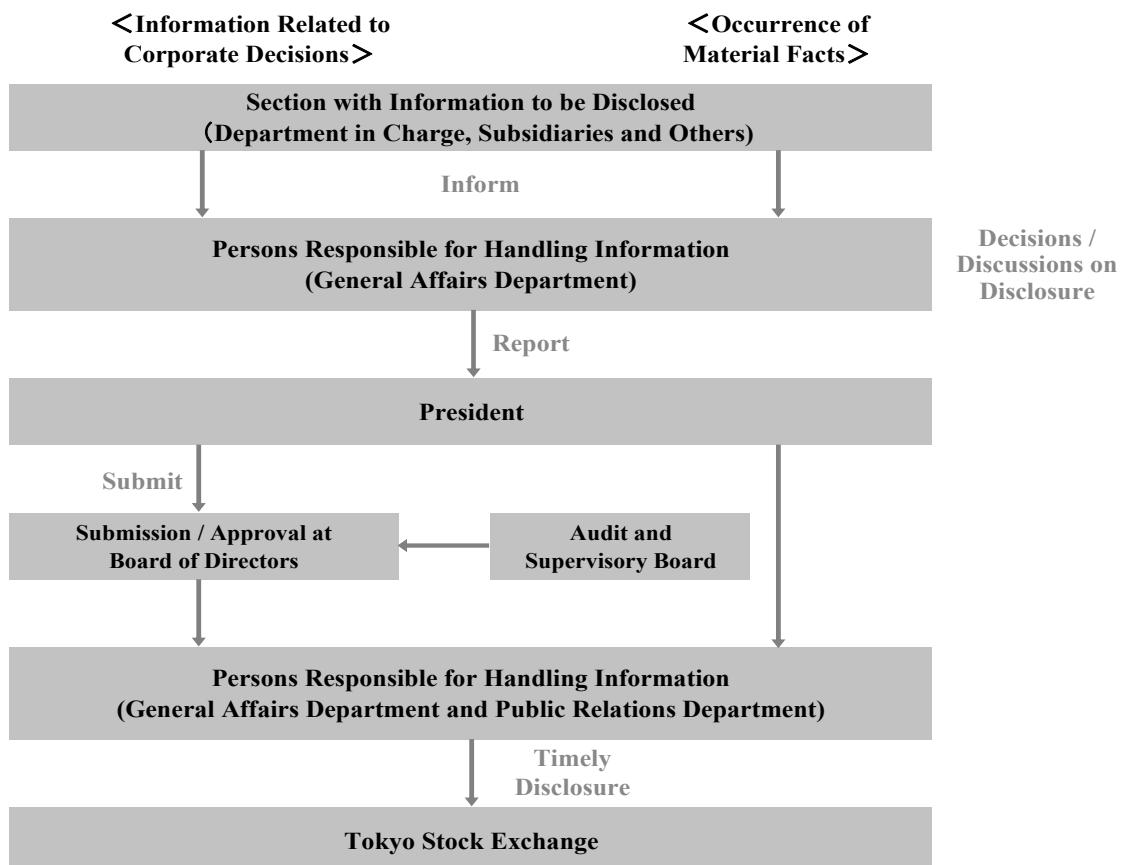 ＜Information Related to
Corporate Decisions＞
＜Occurrence of
Material Facts＞
Section with Information to be Disclosed
（Department in Charge, Subsidiaries and Others)
Inform
Persons Responsible for Handling Information
(General Affairs Department)
Decisions /
Discussions on
Disclosure
Report
President
Submit
Submission / Approval at
Board of Directors
Audit and
Supervisory Board
Persons Responsible for Handling Information
(General Affairs Department and Public Relations Department)
Timely
Disclosure
Tokyo Stock Exchange